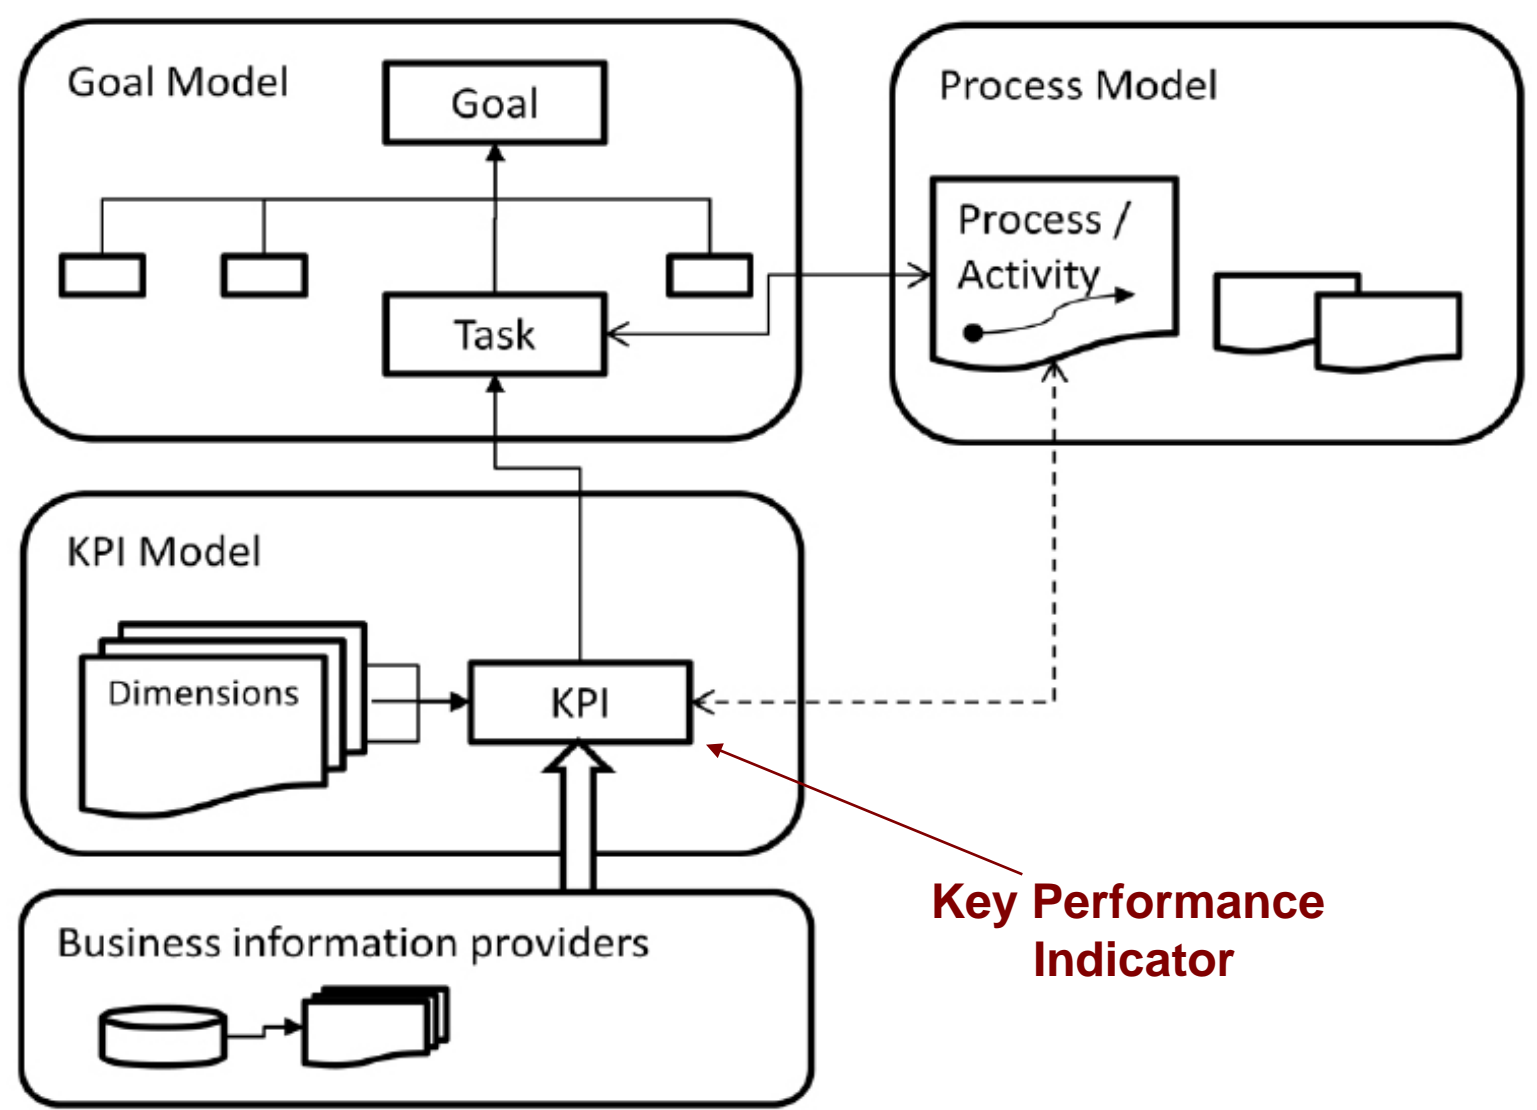 Goal Model
Goal
Task
Process Model
Process /
Activity
KPI Model
Dimensions
KPI
Key Performance
Indicator
Business information providers